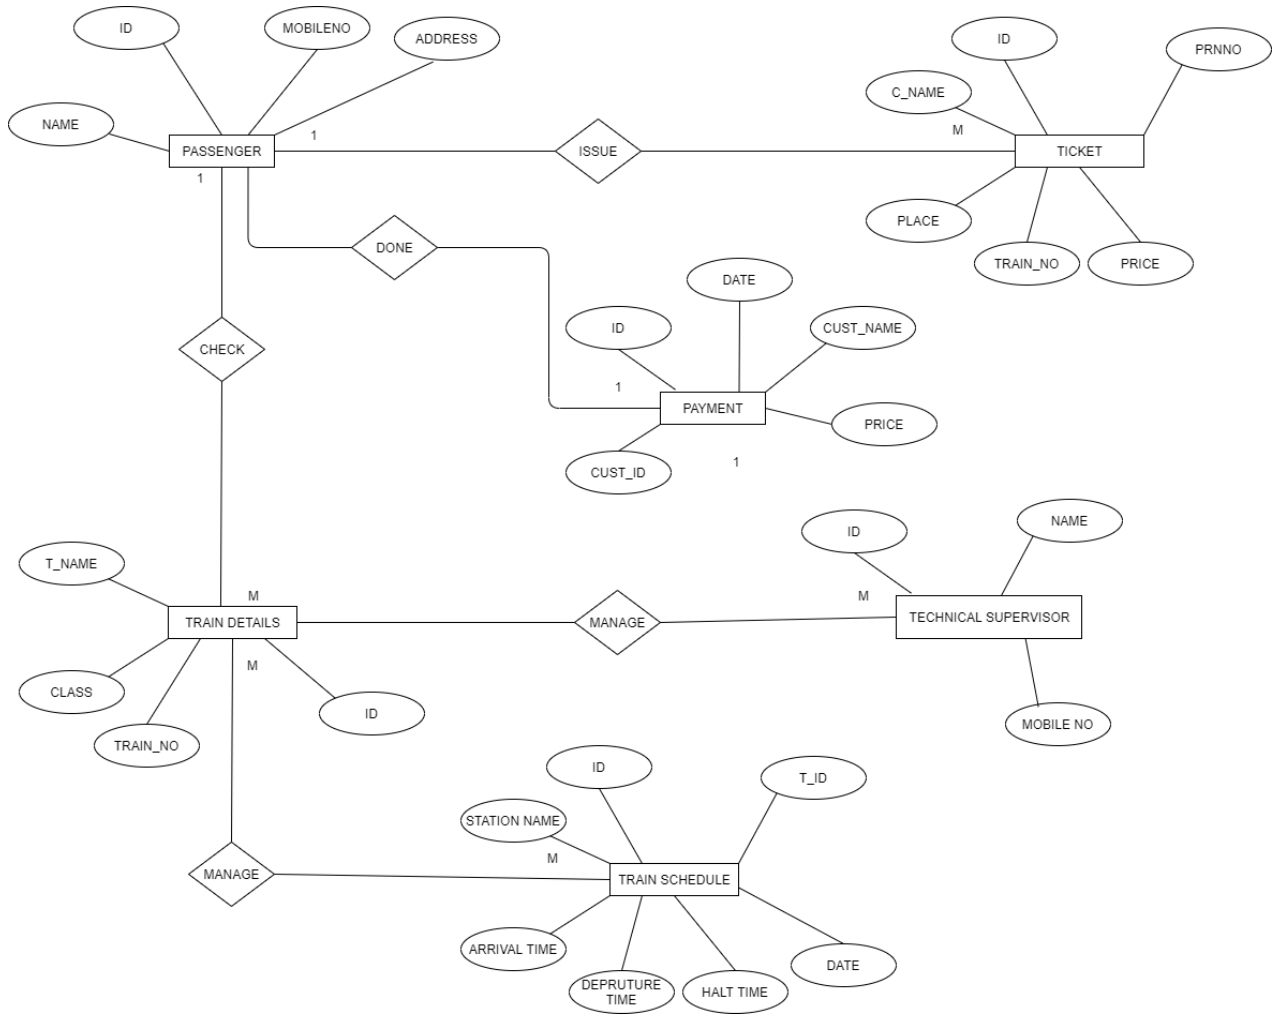 ID
MOBILENO
ADDRESS
ID
PRNNO
C_NAME
NAME
1
M
PASSENGER
ISSUE
TICKET
1
PLACE
DONE
TRAIN_NO
PRICE
DATE
ID
CUST_NAME
CHECK
1
PAYMENT
PRICE
CUST_ID
1
ID
NAME
T_NAME
M
M
TRAIN DETAILS
MANAGE
TECHNICAL SUPERVISOR
M
CLASS
ID
MOBILE NO
TRAIN_NO
ID
T_ID
STATION NAME
M
MANAGE
TRAIN SCHEDULE
ARRIVAL TIME
DATE
DEPRUTURE
TIME
HALT TIME